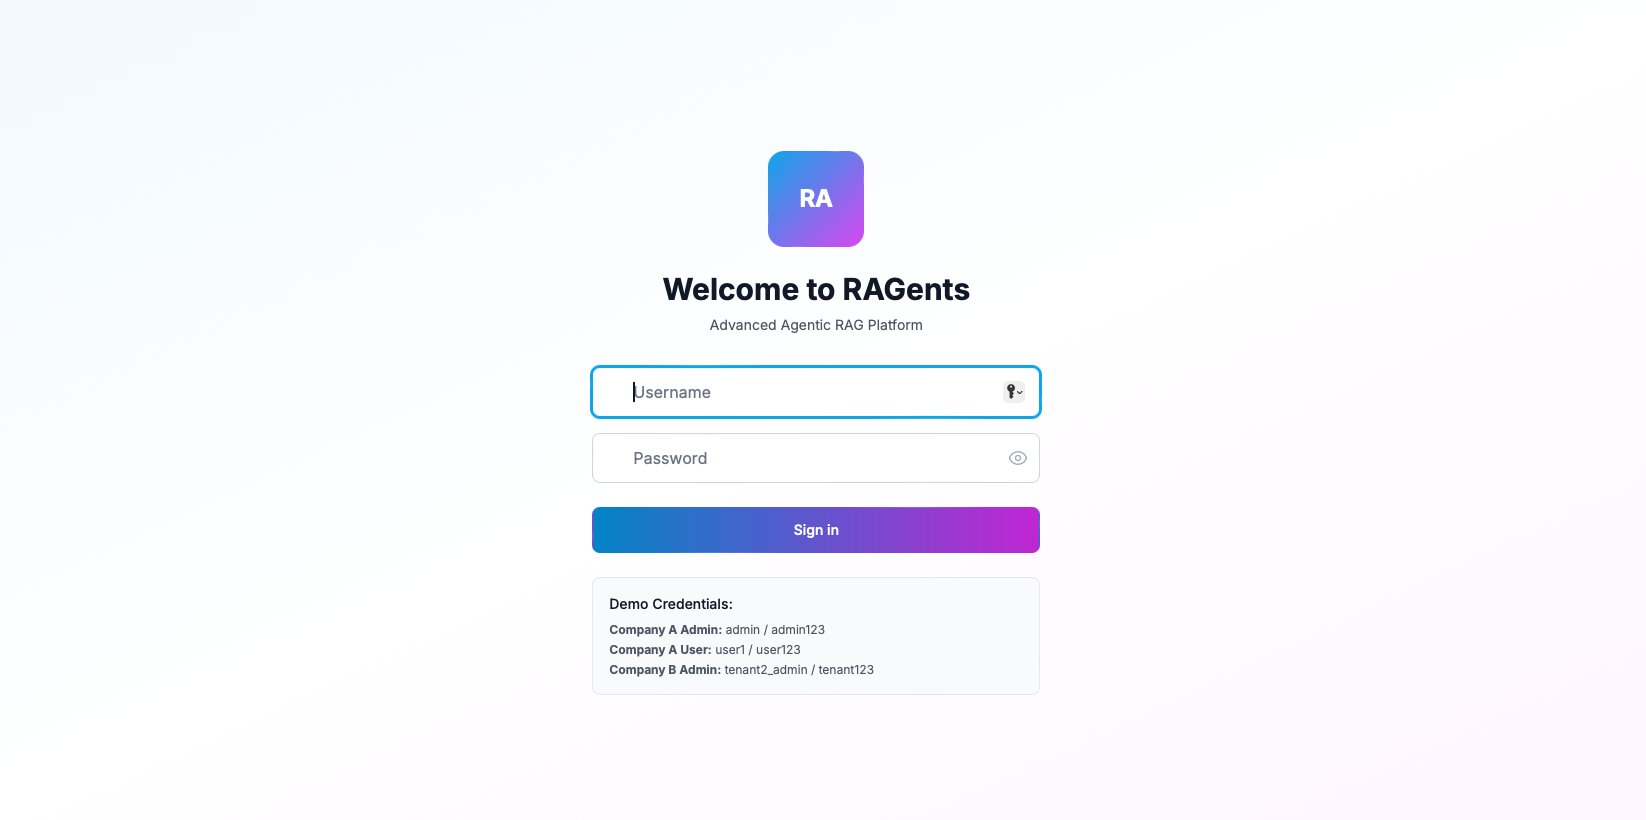 RA
Welcome to RAGents
Advanced Agentic RAG Platform
Username
Password
Sign in
Demo Credentials:
Company A Admin: admin / admin123
Company A User: user1 / user123
Company B Admin: tenant2_admin / tenant123